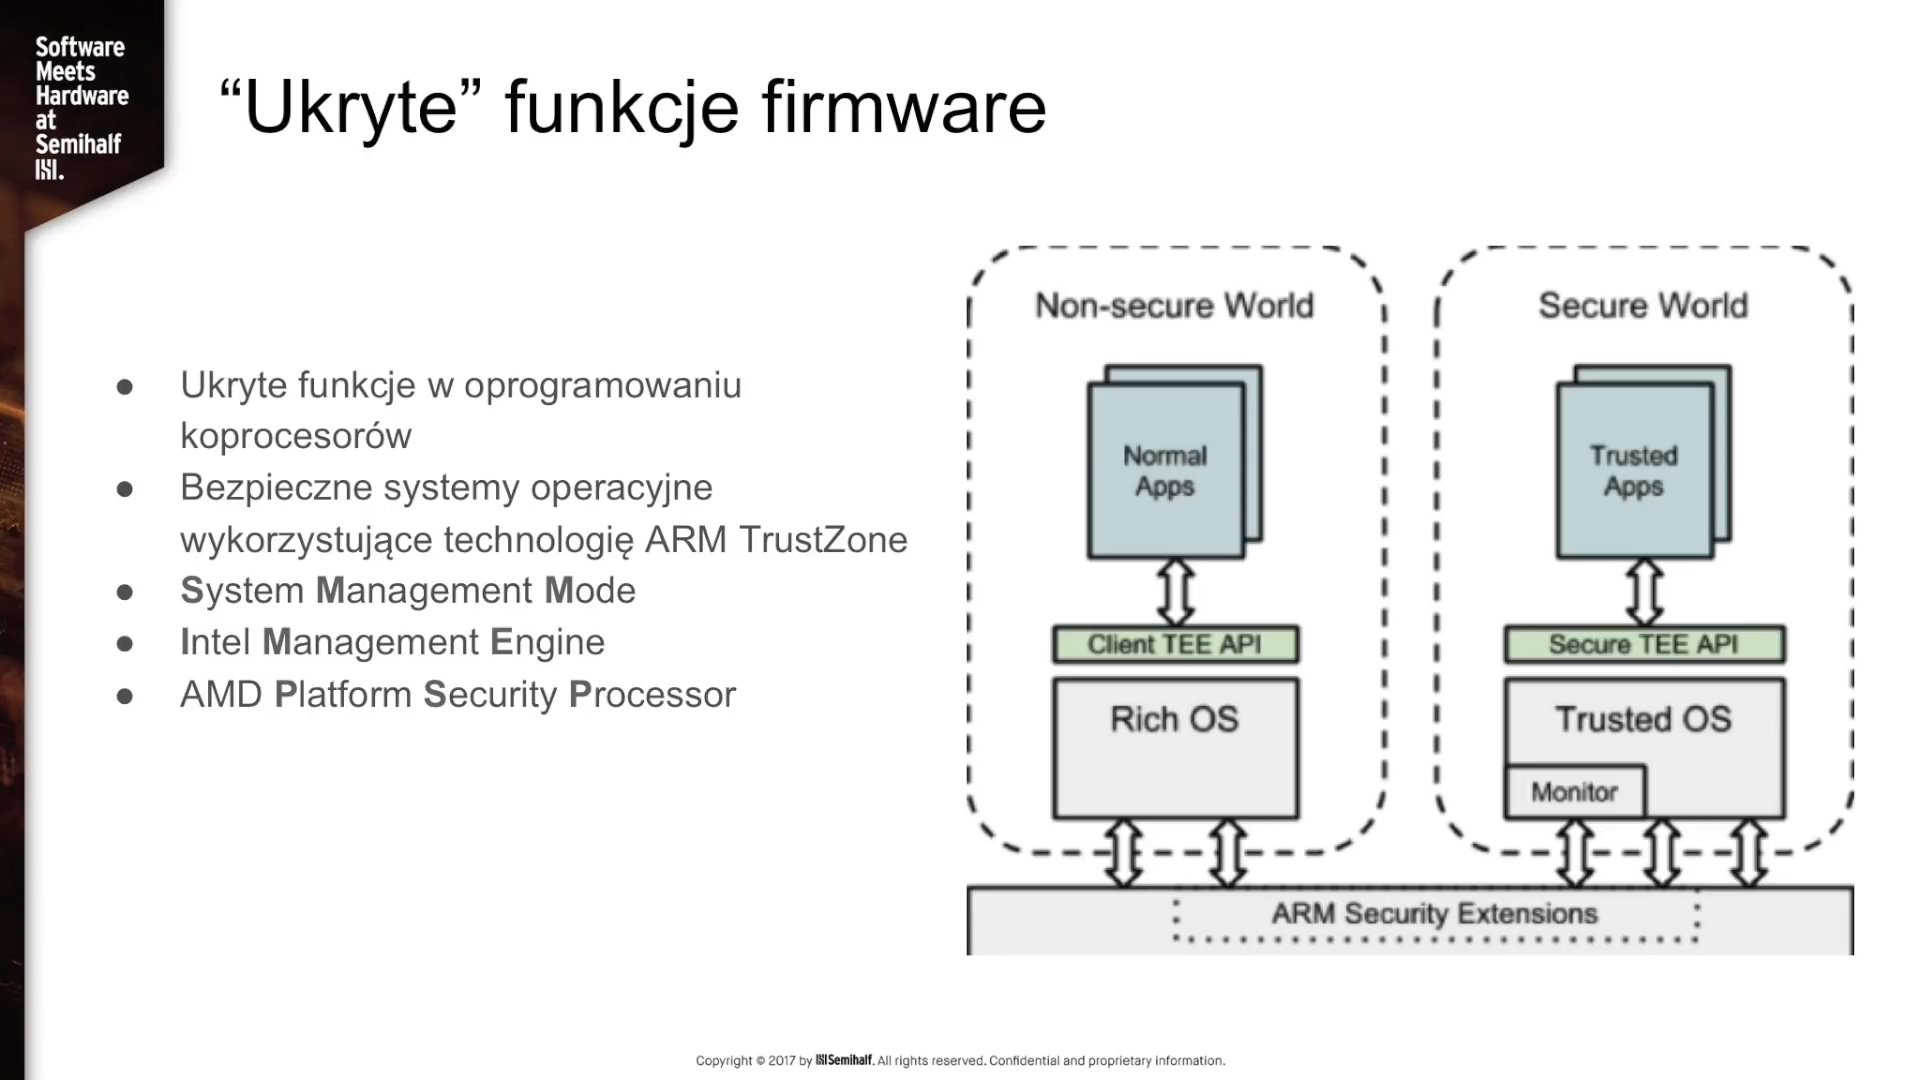 Software
Meets
Hardware
at
Semihalf
“Ukryte” funkcje firmware
● Ukryte funkcje w oprogramowaniu
koprocesorów
● Bezpieczne systemy operacyjne
wykorzystujące technologię ARM TrustZone
● System Management Mode
● Intel Management Engine
● AMD Platform Security Processor
Non-secure World
Normal
Apps
Client TEE API
Rich OS
Secure World
Trusted
Apps
Secure TEE API
Trusted OS
Monitor
ARM Security Extensions
Copyright © 2017 by Semihalf. All rights reserved. Confidential and proprietary information.